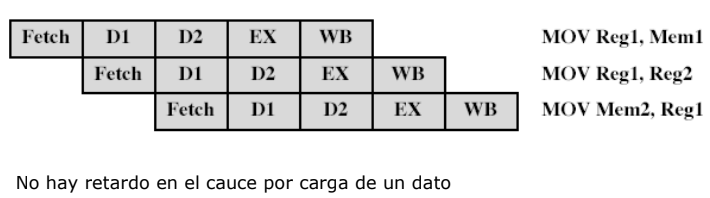 Fetch D1 D2 EX WB MOV Reg1, Mem1
Fetch D1 D2 EX WB MOV Reg1, Reg2
Fetch D1 D2 EX WB MOV Mem2, Reg1
No hay retardo en el cauce por carga de un dato